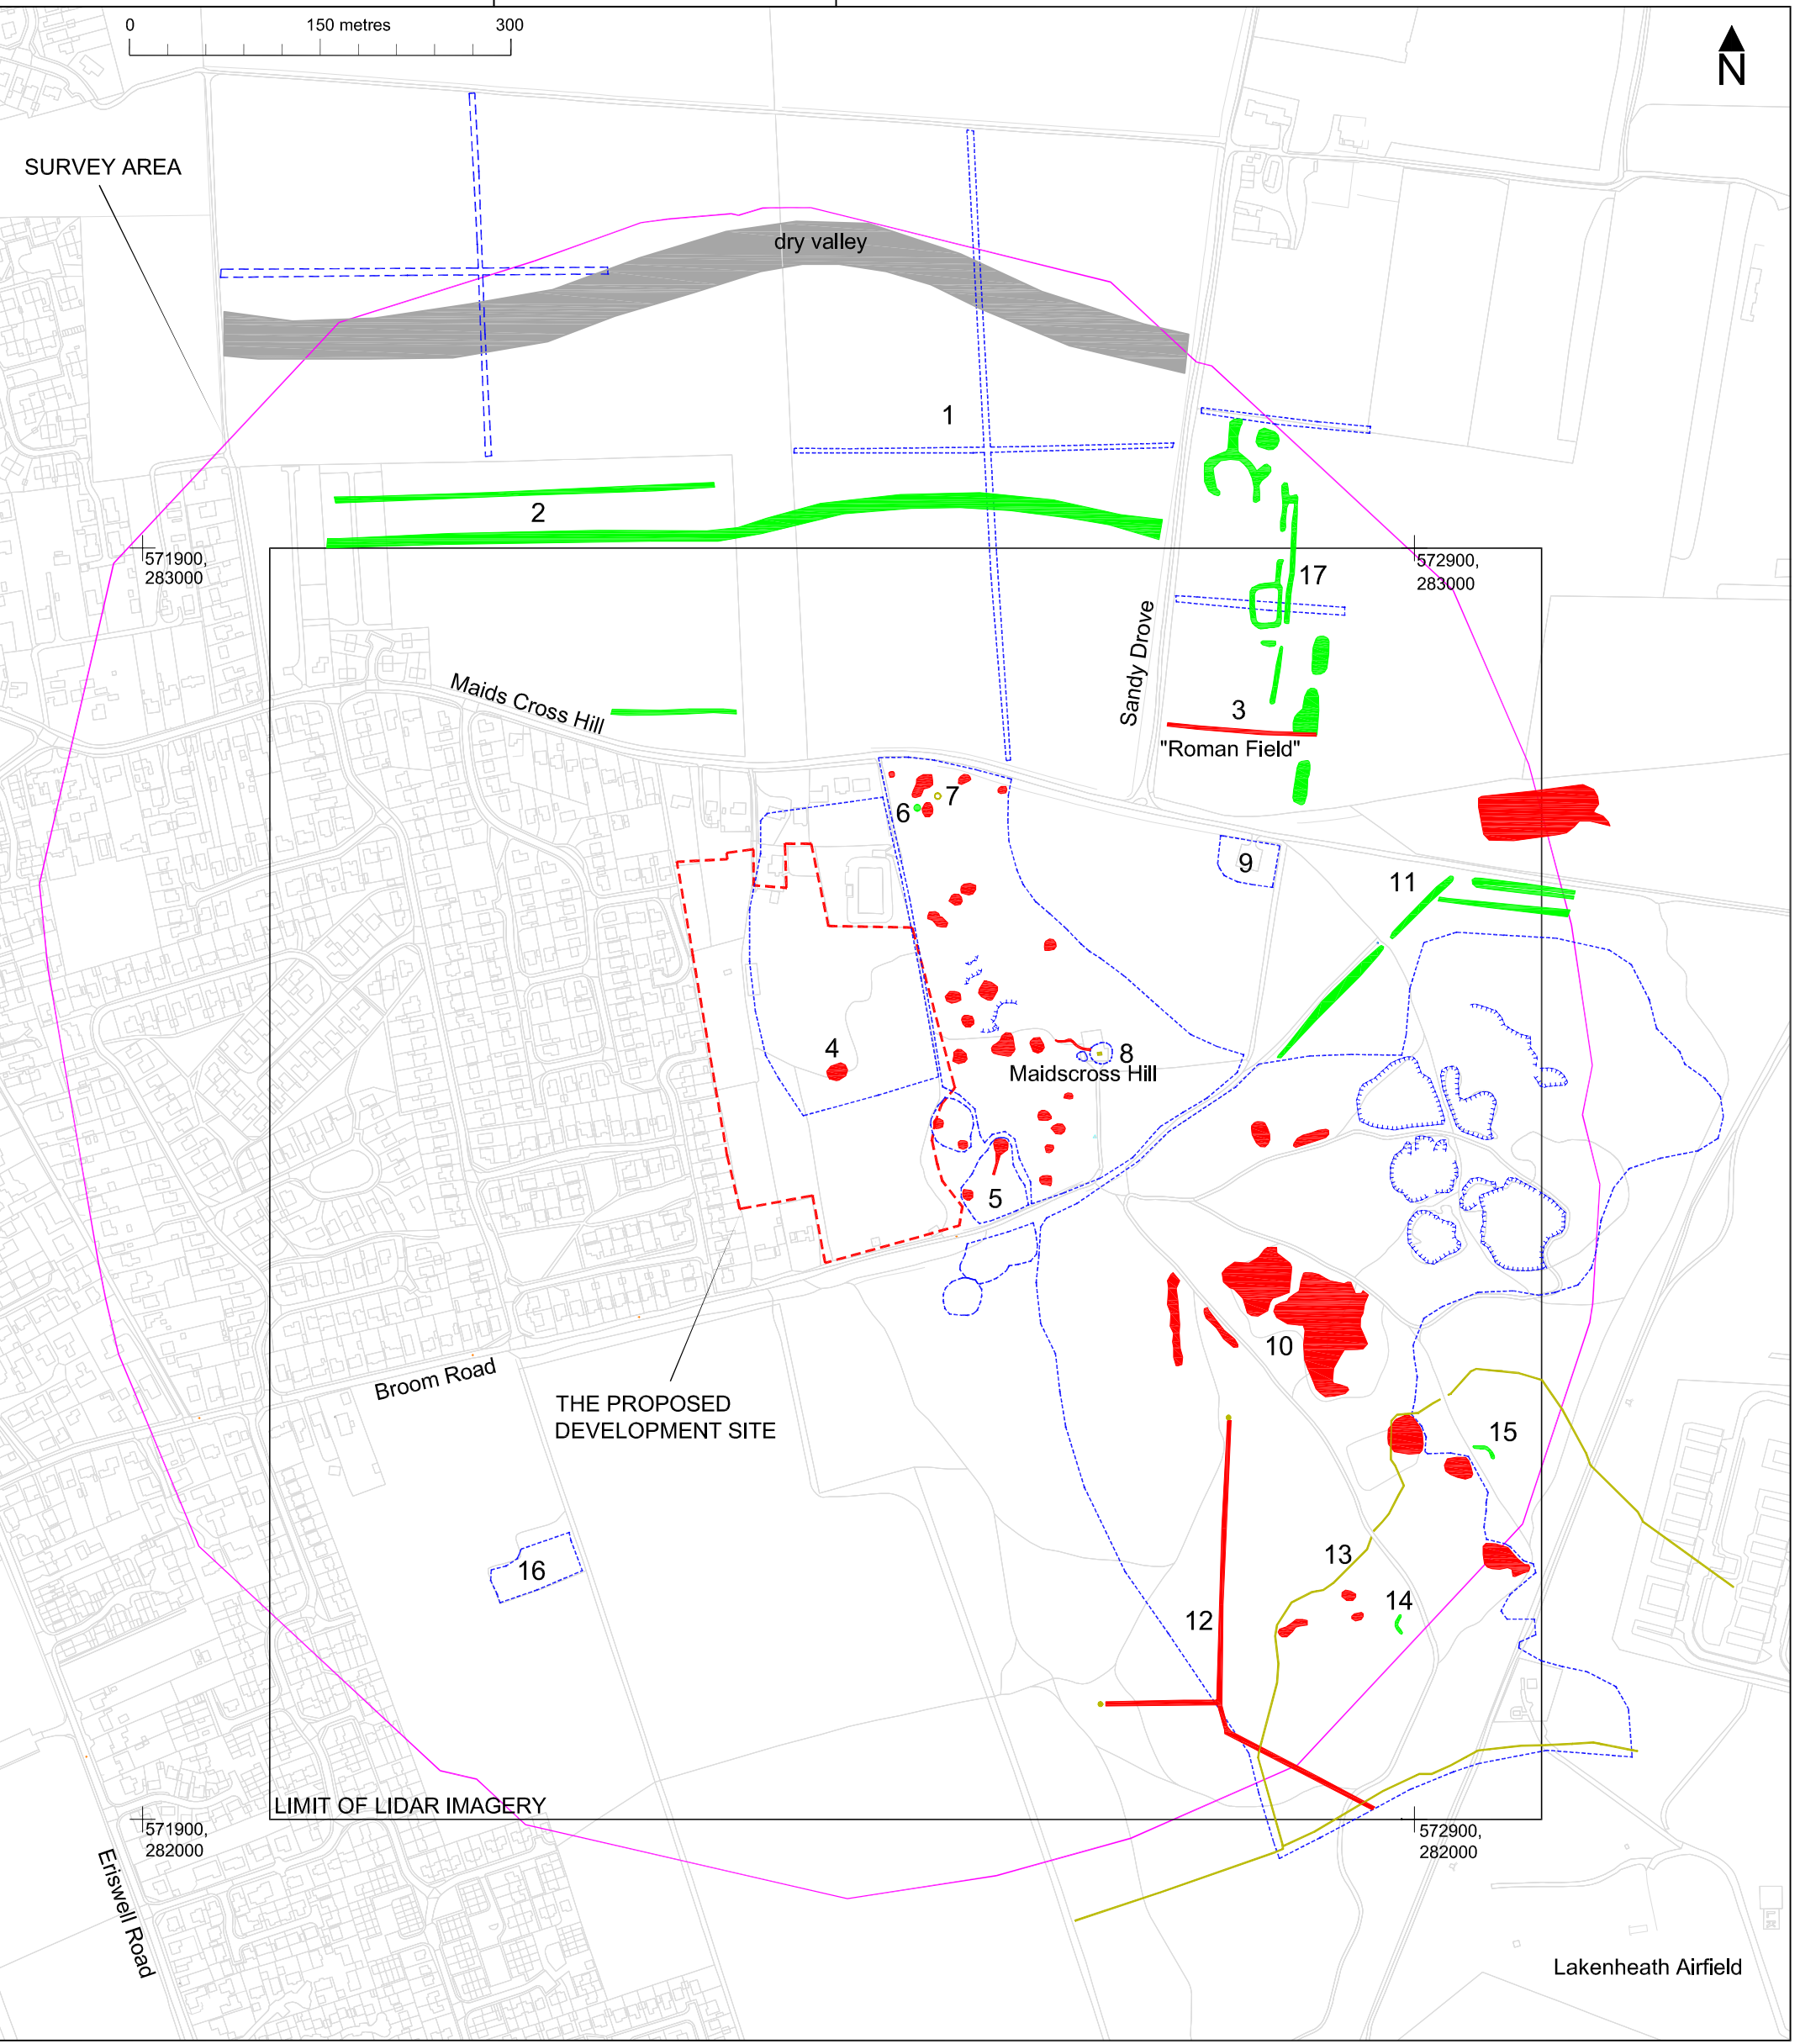 0 150 metres 300
N
SURVEY AREA
dry valley
1
2
571900,
283000
572900,
283000
17
Sandy Drove
Maids Cross Hill
3
"Roman Field"
7
6
9
11
4
8
Maidscross Hill
5
10
Broom Road
THE PROPOSED
DEVELOPMENT SITE
15
13
16
14
12
LIMIT OF LIDAR IMAGERY
571900,
282000
572900,
282000
Eriswell Road
Lakenheath Airfield